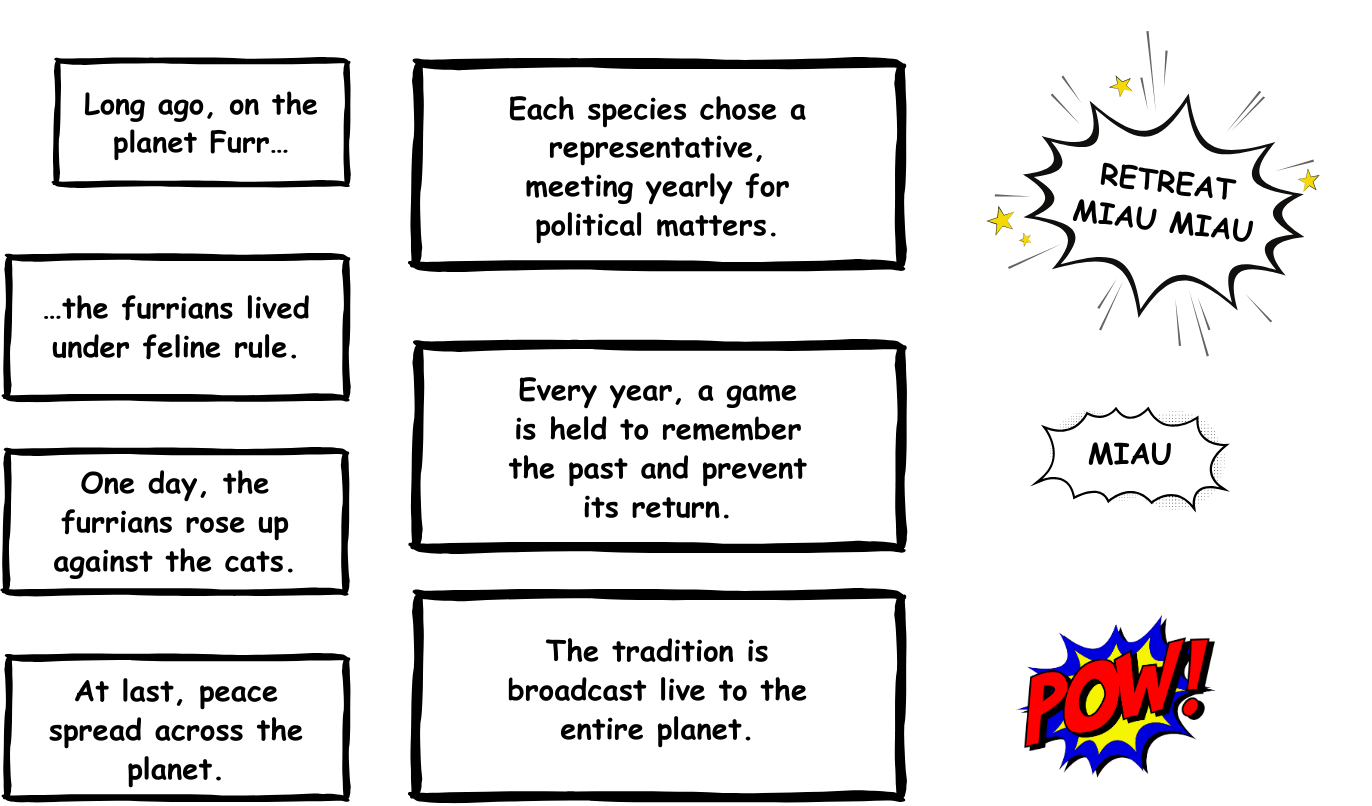 Long ago, on the
planet Furr...
...the furrians lived
under feline rule.
One day, the
furrians rose up
against the cats.
At last, peace
spread across the
planet.
Each species chose a
representative,
meeting yearly for
political matters.
Every year, a game
is held to remember
the past and prevent
its return.
The tradition is
broadcast live to the
entire planet.
RETREAT
MIAU MIAU
MIAU
POW!